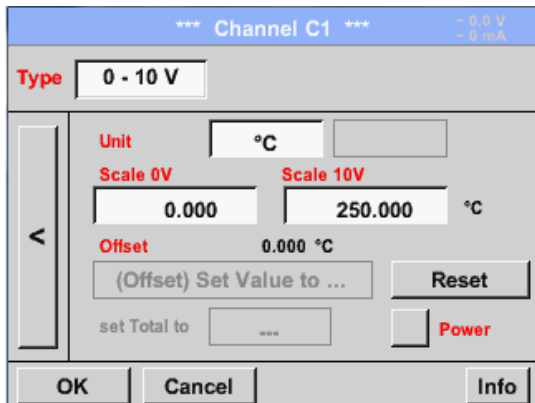 *** Channel C1 ***
~ 0.0 V
~ 0 mA
Type 0 - 10 V
Unit °C
Scale 0V Scale 10V
0.000 250.000 °C
<
Offset 0.000 °C
(Offset) Set Value to ... Reset
set Total to --- Power
OK Cancel Info